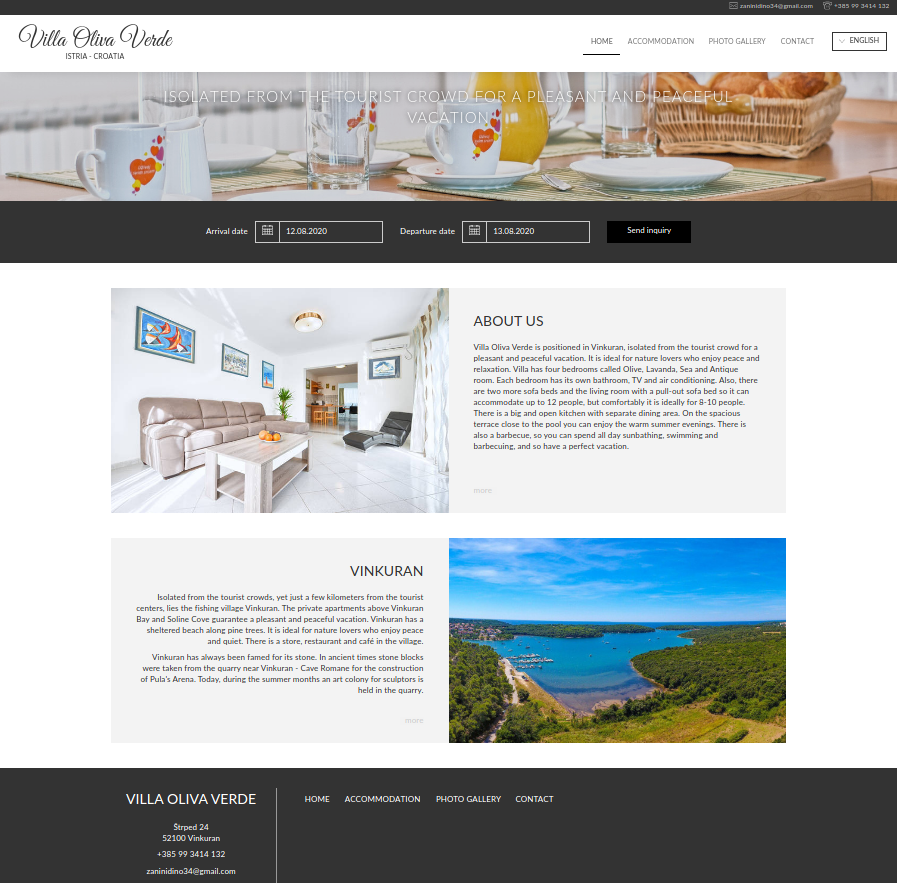 zaninidino34@gmail.com +385 99 3414 132
Villa Oliva Verde
ISTRIA - CROATIA
HOME ACCOMMODATION PHOTO GALLERY CONTACT ENGLISH
ISOLATED FROM THE TOURIST CROWD FOR A PLEASANT AND PEACEFUL
VACATION
Arrival date 12.08.2020 Departure date 13.08.2020 Send inquiry
ABOUT US
Villa Oliva Verde is positioned in Vinkuran, isolated from the tourist crowd for a
pleasant and peaceful vacation. It is ideal for nature lovers who enjoy peace and
relaxation. Villa has four bedrooms called Olive, Lavanda, Sea and Antique
room. Each bedroom has its own bathroom, TV and air conditioning. Also, there
are two more sofa beds and the living room with a pull-out sofa bed so it can
accommodate up to 12 people, but comfortably it is ideally for 8-10 people.
There is a big and open kitchen with separate dining area. On the spacious
terrace close to the pool you can enjoy the warm summer evenings. There is
also a barbecue, so you can spend all day sunbathing, swimming and
barbecuing, and so have a perfect vacation.
more
VINKURAN
Isolated from the tourist crowds, yet just a few kilometers from the tourist
centers, lies the fishing village Vinkuran. The private apartments above Vinkuran
Bay and Soline Cove guarantee a pleasant and peaceful vacation. Vinkuran has a
sheltered beach along pine trees. It is ideal for nature lovers who enjoy peace
and quiet. There is a store, restaurant and café in the village.
Vinkuran has always been famed for its stone. In ancient times stone blocks
were taken from the quarry near Vinkuran - Cave Romane for the construction
of Pula's Arena. Today, during the summer months an art colony for sculptors is
held in the quarry.
more
VILLA OLIVA VERDE
HOME ACCOMMODATION PHOTO GALLERY CONTACT
Štrped 24
52100 Vinkuran
+385 99 3414 132
zaninidino34@gmail.com